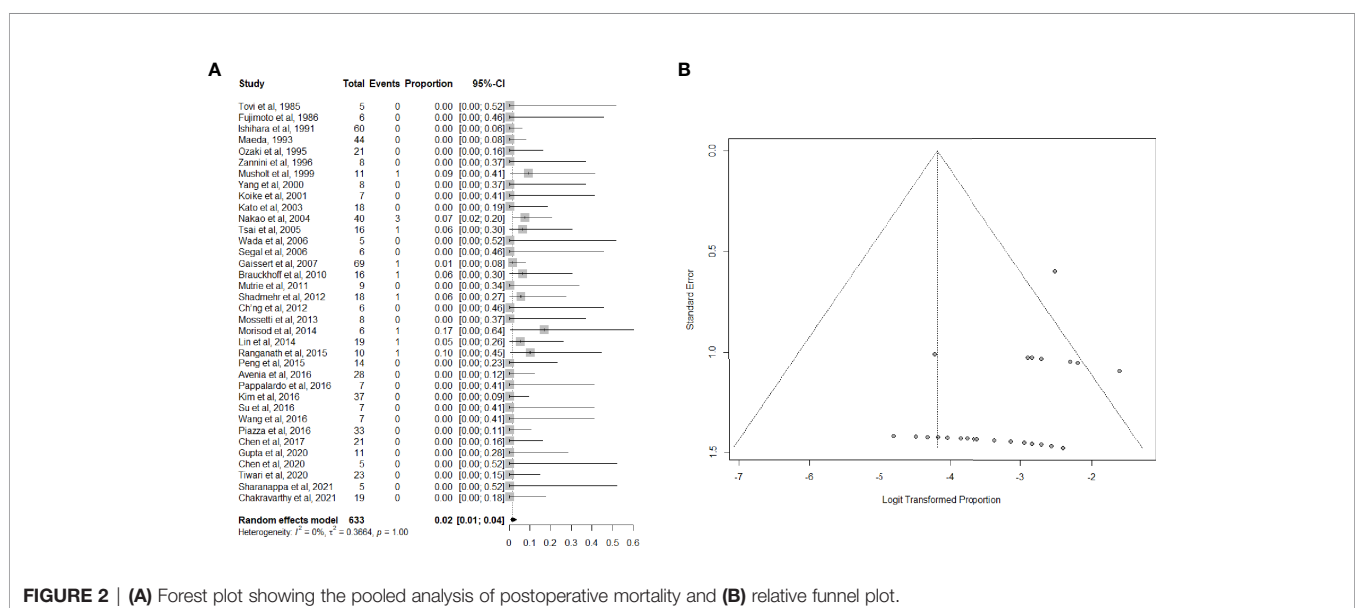 A
Study Total Events Proportion 95%-CI
Tovi et al, 1985 5 0 0.00 [0.00; 0.52]
Fujimoto et al, 1986 6 0 0.00 [0.00; 0.46]
Ishihara et al, 1991 60 0 0.00 [0.00; 0.06]
Maeda, 1993 44 0 0.00 [0.00; 0.08]
Ozaki et al, 1995 21 0 0.00 [0.00; 0.16]
Zannini et al, 1996 8 0 0.00 [0.00; 0.37]
Musholt et al, 1999 11 1 0.09 [0.00; 0.41]
Yang et al, 2000 8 0 0.00 [0.00; 0.37]
Koike et al, 2001 7 0 0.00 [0.00; 0.41]
Kato et al, 2003 18 0 0.00 [0.00; 0.19]
Nakao et al, 2004 40 3 0.07 [0.02; 0.20]
Tsai et al, 2005 16 1 0.06 [0.00; 0.30]
Wada et al, 2006 5 0 0.00 [0.00; 0.52]
Segal et al, 2006 6 0 0.00 [0.00; 0.46]
Gaissert et al, 2007 69 1 0.01 [0.00; 0.08]
Brauckhoff et al, 2010 16 1 0.06 [0.00; 0.30]
Mutrie et al, 2011 9 0 0.00 [0.00; 0.34]
Shadmehr et al, 2012 18 1 0.06 [0.00; 0.27]
Ch'ng et al, 2012 6 0 0.00 [0.00; 0.46]
Mossetti et al, 2013 8 0 0.00 [0.00; 0.37]
Morisod et al, 2014 6 1 0.17 [0.00; 0.64]
Lin et al, 2014 19 1 0.05 [0.00; 0.26]
Ranganath et al, 2015 10 1 0.10 [0.00; 0.45]
Peng et al, 2015 14 0 0.00 [0.00; 0.23]
Avenia et al, 2016 28 0 0.00 [0.00; 0.12]
Pappalardo et al, 2016 7 0 0.00 [0.00; 0.41]
Kim et al, 2016 37 0 0.00 [0.00; 0.09]
Su et al, 2016 7 0 0.00 [0.00; 0.41]
Wang et al, 2016 7 0 0.00 [0.00; 0.41]
Piazza et al, 2016 33 0 0.00 [0.00; 0.11]
Chen et al, 2017 21 0 0.00 [0.00; 0.16]
Gupta et al, 2020 11 0 0.00 [0.00; 0.28]
Chen et al, 2020 5 0 0.00 [0.00; 0.52]
Tiwari et al, 2020 23 0 0.00 [0.00; 0.15]
Sharanappa et al, 2021 5 0 0.00 [0.00; 0.52]
Chakravarthy et al, 2021 19 0 0.00 [0.00; 0.18]
Random effects model 633 0.02 [0.01; 0.04]
Heterogeneity: I² = 0%, τ² = 0.3664, p = 1.00
0 0.1 0.2 0.3 0.4 0.5 0.6
B
Standard Error
0.0
0.5
1.0
1.5
-7 -6 -5 -4 -3 -2
Logit Transformed Proportion
FIGURE 2 | (A) Forest plot showing the pooled analysis of postoperative mortality and (B) relative funnel plot.